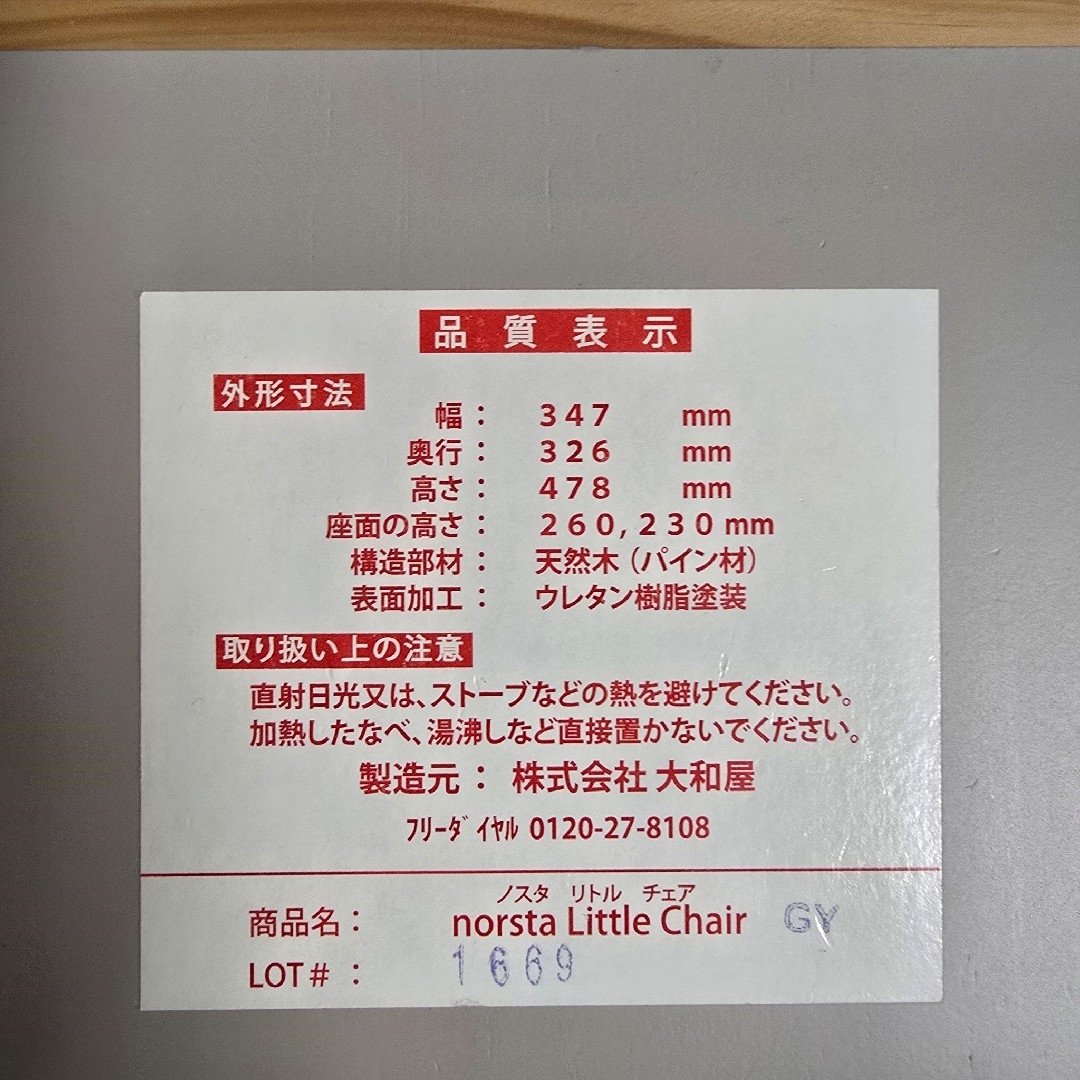 品質表示
外形寸法
幅： 347 mm
奥行： 326 mm
高さ： 478 mm
座面の高さ： 260,230 mm
構造部材： 天然木（パイン材）
表面加工： ウレタン樹脂塗装
取り扱い上の注意
直射日光又は、ストーブなどの熱を避けてください。
加熱したなべ、湯沸しなど直接置かないでください。
製造元： 株式会社 大和屋
ﾌﾘｰﾀﾞｲﾔﾙ 0120-27-8108
ノスタ リトル チェア
商品名： norsta Little Chair GY
LOT＃： 1669